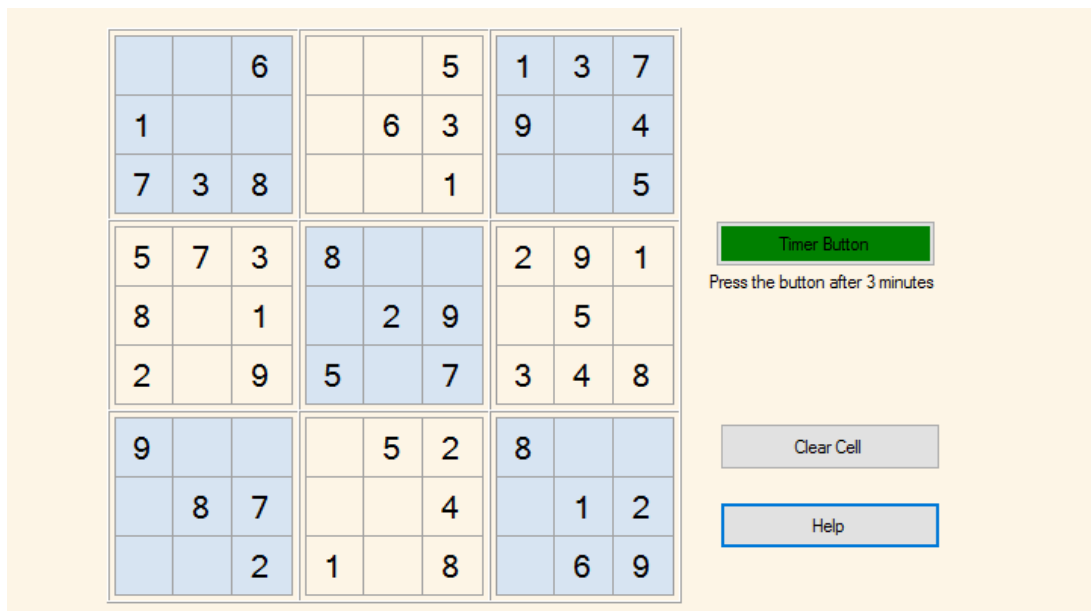 6 5 1 3 7
1 6 3 9 4
7 3 8 1 5
5 7 3 8 2 9 1
8 1 2 9 5
2 9 5 7 3 4 8
9 5 2 8
8 7 4 1 2
2 1 8 6 9
Timer Button
Press the button after 3 minutes
Clear Cell
Help